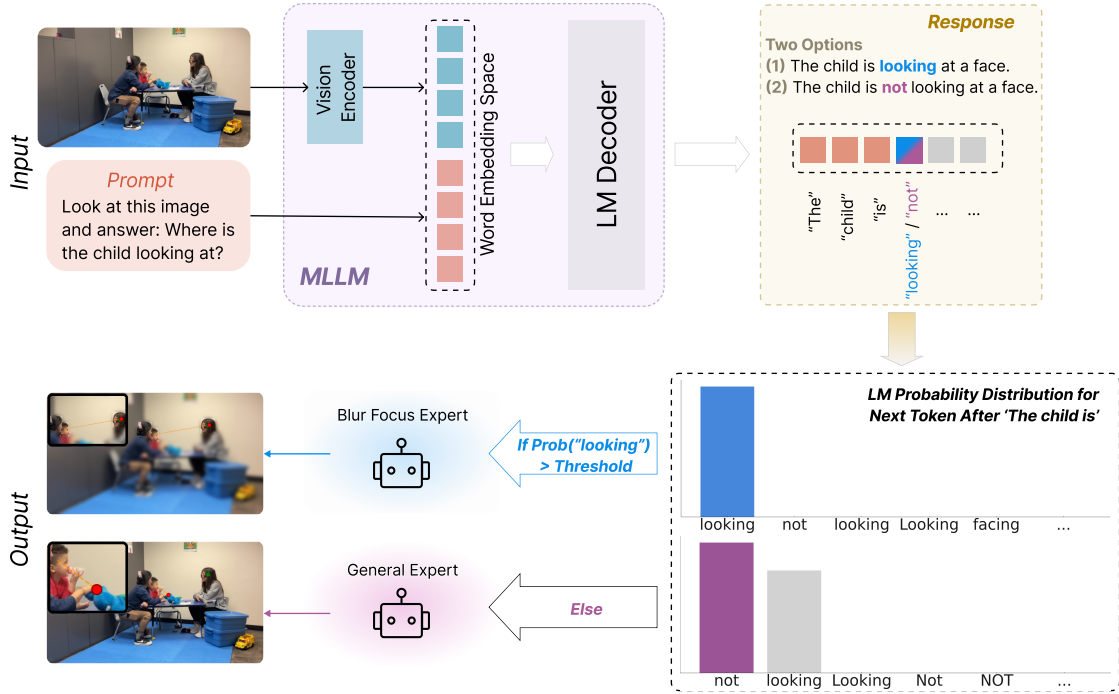 Input
Prompt
Look at this image
and answer: Where is
the child looking at?
Vision
Encoder
Word Embedding Space
MLLM
LM Decoder
Response
Two Options
(1) The child is looking at a face.
(2) The child is not looking at a face.
“The”
“child”
“is”
“looking” / “not”
...
...
LM Probability Distribution for
Next Token After ‘The child is’
looking not looking Looking facing ...
not looking Looking Not NOT ...
If Prob(“looking”)
> Threshold
Else
Blur Focus Expert
General Expert
Output